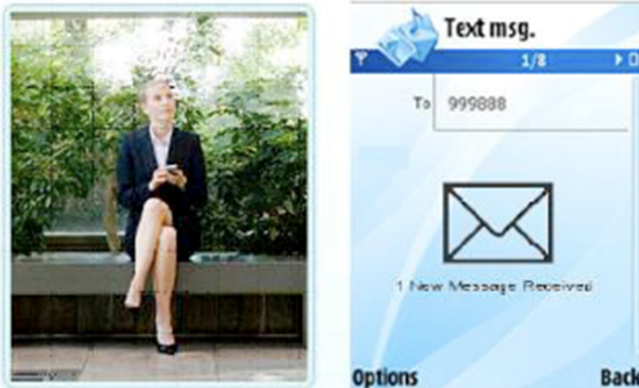 Text msg.
1/8
To 999888
1 New Message Received
Options Back